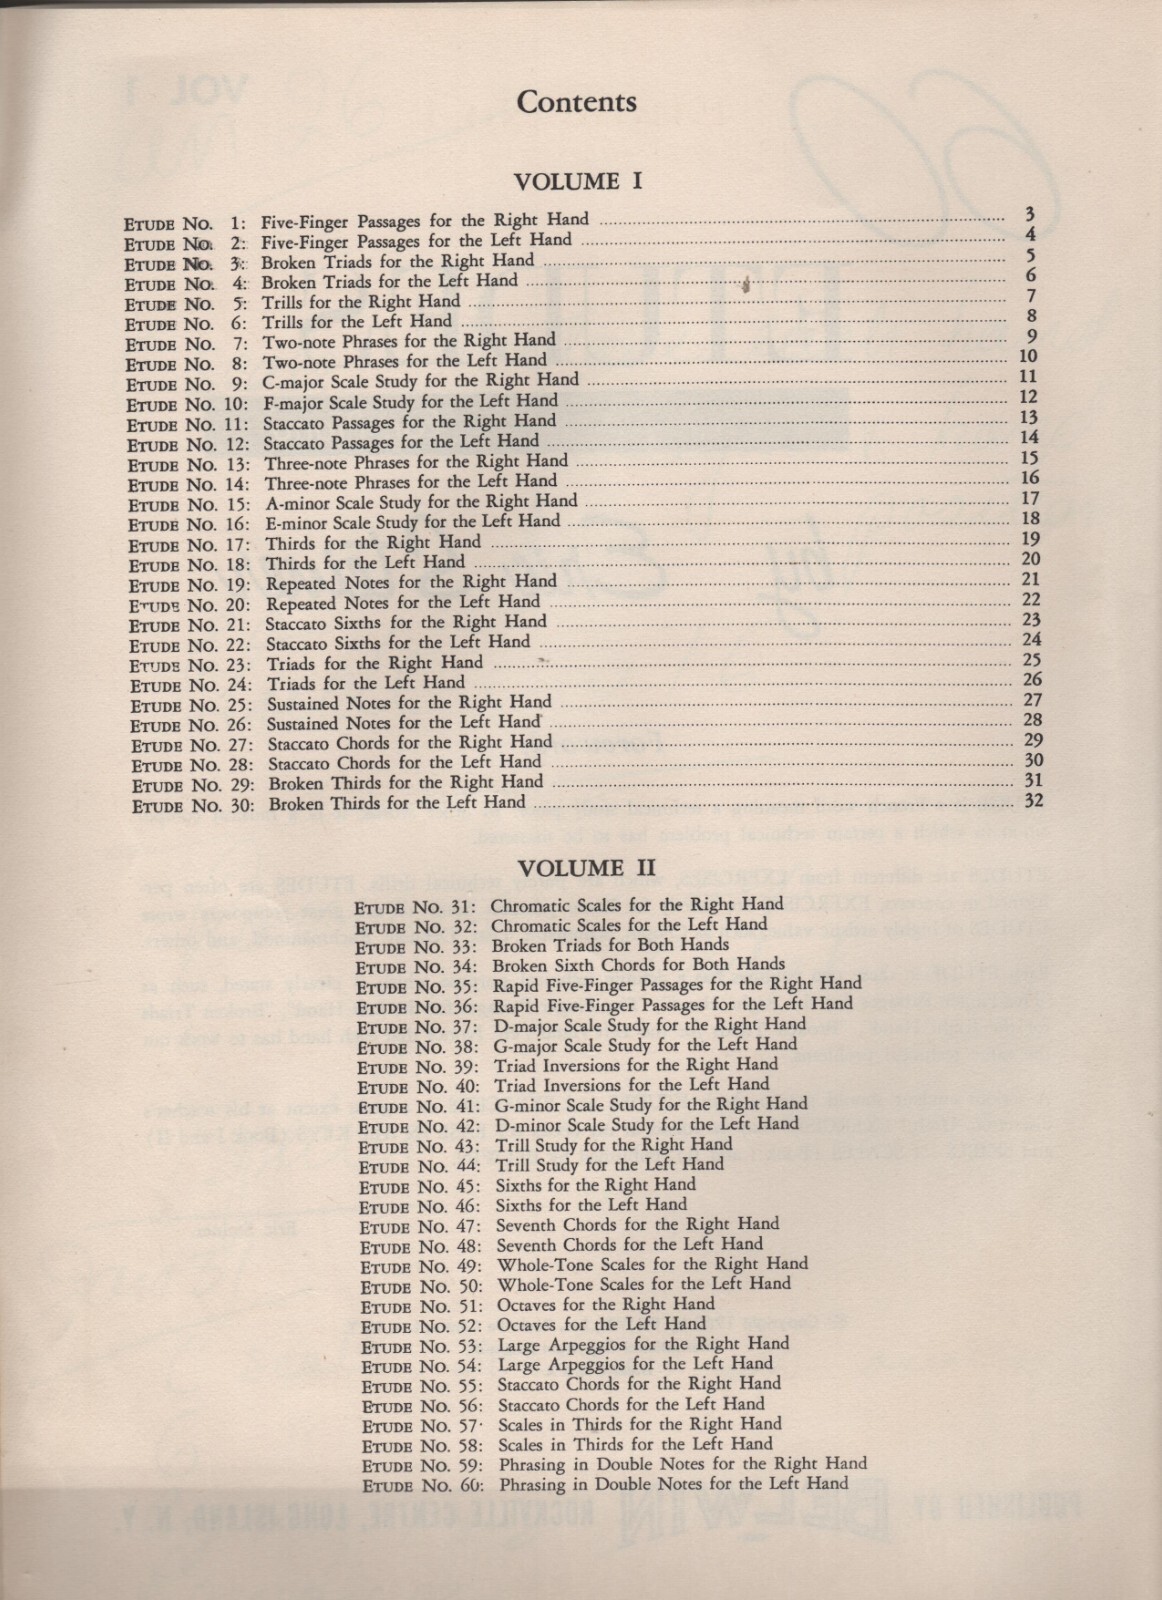 Contents
VOLUME I
ETUDE NO. 1: Five-Finger Passages for the Right Hand 3
ETUDE NO. 2: Five-Finger Passages for the Left Hand 4
ETUDE NO. 3: Broken Triads for the Right Hand 5
ETUDE NO. 4: Broken Triads for the Left Hand 6
ETUDE NO. 5: Trills for the Right Hand 7
ETUDE NO. 6: Trills for the Left Hand 8
ETUDE NO. 7: Two-note Phrases for the Right Hand 9
ETUDE NO. 8: Two-note Phrases for the Left Hand 10
ETUDE NO. 9: C-major Scale Study for the Right Hand 11
ETUDE NO. 10: F-major Scale Study for the Left Hand 12
ETUDE NO. 11: Staccato Passages for the Right Hand 13
ETUDE NO. 12: Staccato Passages for the Left Hand 14
ETUDE NO. 13: Three-note Phrases for the Right Hand 15
ETUDE NO. 14: Three-note Phrases for the Left Hand 16
ETUDE NO. 15: A-minor Scale Study for the Right Hand 17
ETUDE NO. 16: E-minor Scale Study for the Left Hand 18
ETUDE NO. 17: Thirds for the Right Hand 19
ETUDE NO. 18: Thirds for the Left Hand 20
ETUDE NO. 19: Repeated Notes for the Right Hand 21
ETUDE NO. 20: Repeated Notes for the Left Hand 22
ETUDE NO. 21: Staccato Sixths for the Right Hand 23
ETUDE NO. 22: Staccato Sixths for the Left Hand 24
ETUDE NO. 23: Triads for the Right Hand 25
ETUDE NO. 24: Triads for the Left Hand 26
ETUDE NO. 25: Sustained Notes for the Right Hand 27
ETUDE NO. 26: Sustained Notes for the Left Hand 28
ETUDE NO. 27: Staccato Chords for the Right Hand 29
ETUDE NO. 28: Staccato Chords for the Left Hand 30
ETUDE NO. 29: Broken Thirds for the Right Hand 31
ETUDE NO. 30: Broken Thirds for the Left Hand 32
VOLUME II
ETUDE NO. 31: Chromatic Scales for the Right Hand
ETUDE NO. 32: Chromatic Scales for the Left Hand
ETUDE NO. 33: Broken Triads for Both Hands
ETUDE NO. 34: Broken Sixth Chords for Both Hands
ETUDE NO. 35: Rapid Five-Finger Passages for the Right Hand
ETUDE NO. 36: Rapid Five-Finger Passages for the Left Hand
ETUDE NO. 37: D-major Scale Study for the Right Hand
ETUDE NO. 38: G-major Scale Study for the Left Hand
ETUDE NO. 39: Triad Inversions for the Right Hand
ETUDE NO. 40: Triad Inversions for the Left Hand
ETUDE NO. 41: G-minor Scale Study for the Right Hand
ETUDE NO. 42: D-minor Scale Study for the Left Hand
ETUDE NO. 43: Trill Study for the Right Hand
ETUDE NO. 44: Trill Study for the Left Hand
ETUDE NO. 45: Sixths for the Right Hand
ETUDE NO. 46: Sixths for the Left Hand
ETUDE NO. 47: Seventh Chords for the Right Hand
ETUDE NO. 48: Seventh Chords for the Left Hand
ETUDE NO. 49: Whole-Tone Scales for the Right Hand
ETUDE NO. 50: Whole-Tone Scales for the Left Hand
ETUDE NO. 51: Octaves for the Right Hand
ETUDE NO. 52: Octaves for the Left Hand
ETUDE NO. 53: Large Arpeggios for the Right Hand
ETUDE NO. 54: Large Arpeggios for the Left Hand
ETUDE NO. 55: Staccato Chords for the Right Hand
ETUDE NO. 56: Staccato Chords for the Left Hand
ETUDE NO. 57: Scales in Thirds for the Right Hand
ETUDE NO. 58: Scales in Thirds for the Left Hand
ETUDE NO. 59: Phrasing in Double Notes for the Right Hand
ETUDE NO. 60: Phrasing in Double Notes for the Left Hand